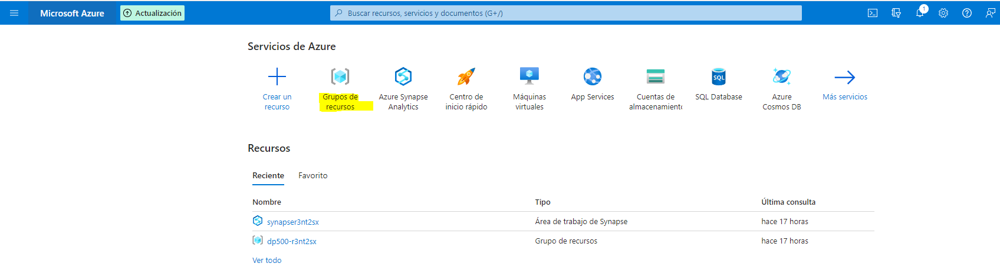 Microsoft Azure
Actualización
Buscar recursos, servicios y documentos (G+/)
1
Servicios de Azure
Crear un
recurso
Grupos de
recursos
Azure Synapse
Analytics
Centro de
inicio rápido
Máquinas
virtuales
App Services
Cuentas de
almacenamiento
SQL
SQL Database
Azure
Cosmos DB
Más servicios
Recursos
Reciente Favorito
Nombre Tipo Última consulta
synapser3nt2sx Área de trabajo de Synapse hace 17 horas
dp500-r3nt2sx Grupo de recursos hace 17 horas
Ver todo